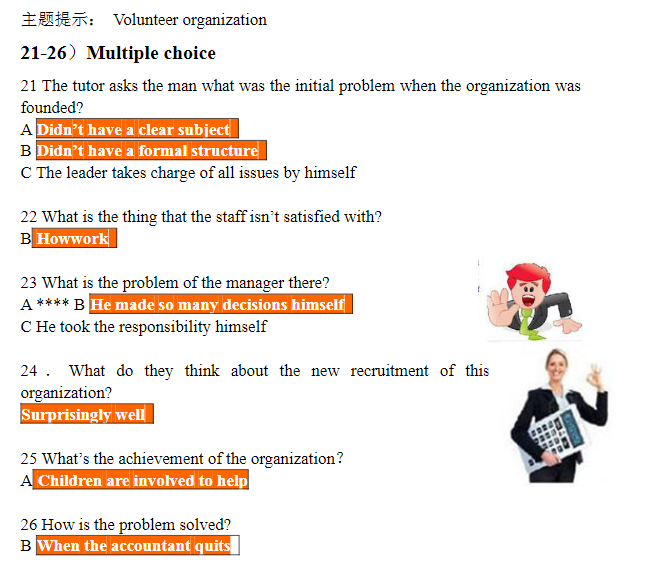 主题提示： Volunteer organization
21-26）Multiple choice
21 The tutor asks the man what was the initial problem when the organization was
founded?
A Didn’t have a clear subject
B Didn’t have a formal structure
C The leader takes charge of all issues by himself
22 What is the thing that the staff isn’t satisfied with?
B Howwork
23 What is the problem of the manager there?
A **** B He made so many decisions himself
C He took the responsibility himself
24 . What do they think about the new recruitment of this
organization?
Surprisingly well
25 What’s the achievement of the organization？
A Children are involved to help
26 How is the problem solved?
B When the accountant quits